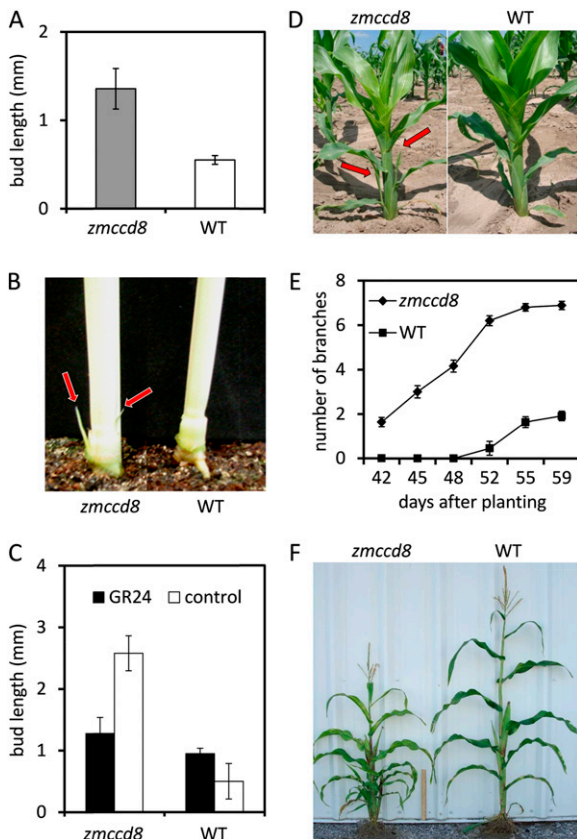 A
bud length (mm)
2
1
0
zmccd8 WT
B
zmccd8 WT
C
bud length (mm)
4
3
2
1
0
GR24 control
zmccd8 WT
D
zmccd8 WT
E
number of branches
8
6
4
2
0
zmccd8
WT
42 45 48 52 55 59
days after planting
F
zmccd8 WT